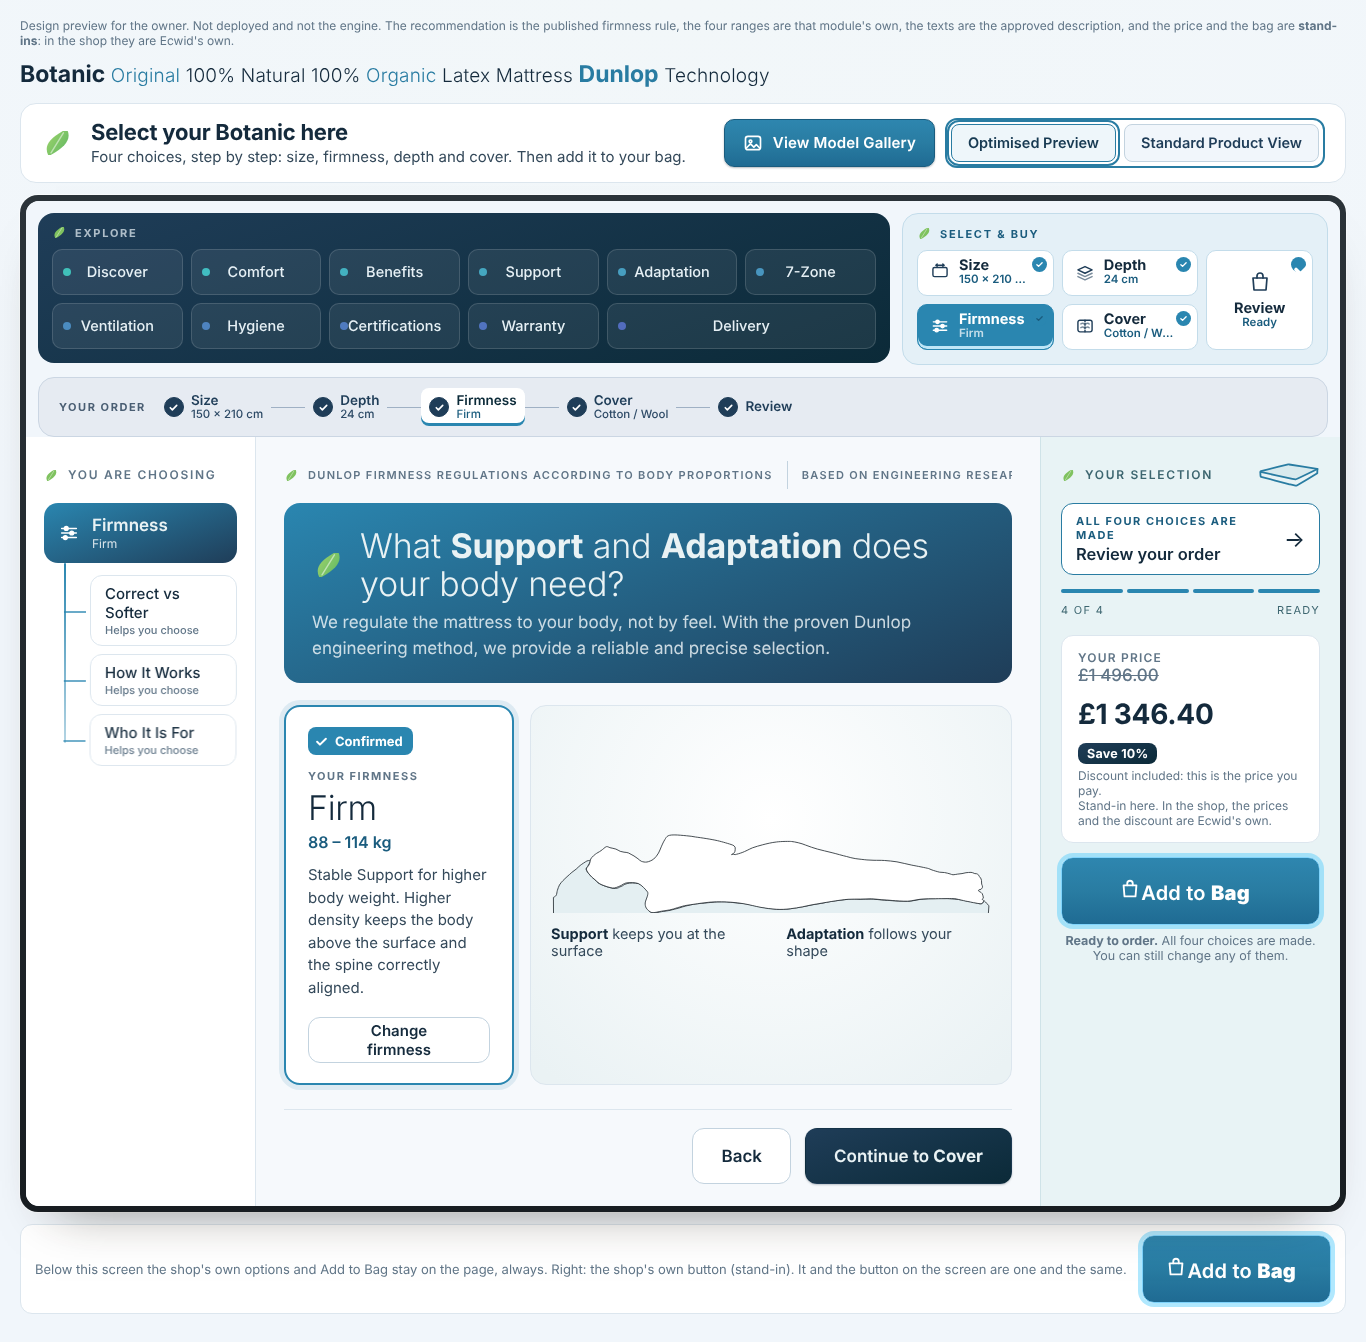 Design preview for the owner. Not deployed and not the engine. The recommendation is the published firmness rule, the four ranges are that module's own, the texts are the approved description, and the price and the bag are stand-
ins: in the shop they are Ecwid's own.
Botanic Original 100% Natural 100% Organic Latex Mattress Dunlop Technology
Select your Botanic here
Four choices, step by step: size, firmness, depth and cover. Then add it to your bag.
View Model Gallery
Optimised Preview
Standard Product View
EXPLORE
Discover
Comfort
Benefits
Support
Adaptation
7-Zone
Ventilation
Hygiene
Certifications
Warranty
Delivery
SELECT & BUY
Size
150 × 210 ...
Depth
24 cm
Firmness
Firm
Cover
Cotton / W...
Review
Ready
YOUR ORDER
Size
150 × 210 cm
Depth
24 cm
Firmness
Firm
Cover
Cotton / Wool
Review
YOU ARE CHOOSING
Firmness
Firm
Correct vs
Softer
Helps you choose
How It Works
Helps you choose
Who It Is For
Helps you choose
DUNLOP FIRMNESS REGULATIONS ACCORDING TO BODY PROPORTIONS
BASED ON ENGINEERING RESEAR
What Support and Adaptation does
your body need?
We regulate the mattress to your body, not by feel. With the proven Dunlop
engineering method, we provide a reliable and precise selection.
Confirmed
YOUR FIRMNESS
Firm
88 – 114 kg
Stable Support for higher
body weight. Higher
density keeps the body
above the surface and
the spine correctly
aligned.
Change
firmness
Support keeps you at the
surface
Adaptation follows your
shape
Back
Continue to Cover
YOUR SELECTION
ALL FOUR CHOICES ARE
MADE
Review your order
4 OF 4
READY
YOUR PRICE
£1 496.00
£1 346.40
Save 10%
Discount included: this is the price you
pay.
Stand-in here. In the shop, the prices
and the discount are Ecwid's own.
Add to Bag
Ready to order. All four choices are made.
You can still change any of them.
Below this screen the shop's own options and Add to Bag stay on the page, always. Right: the shop's own button (stand-in). It and the button on the screen are one and the same.
Add to Bag